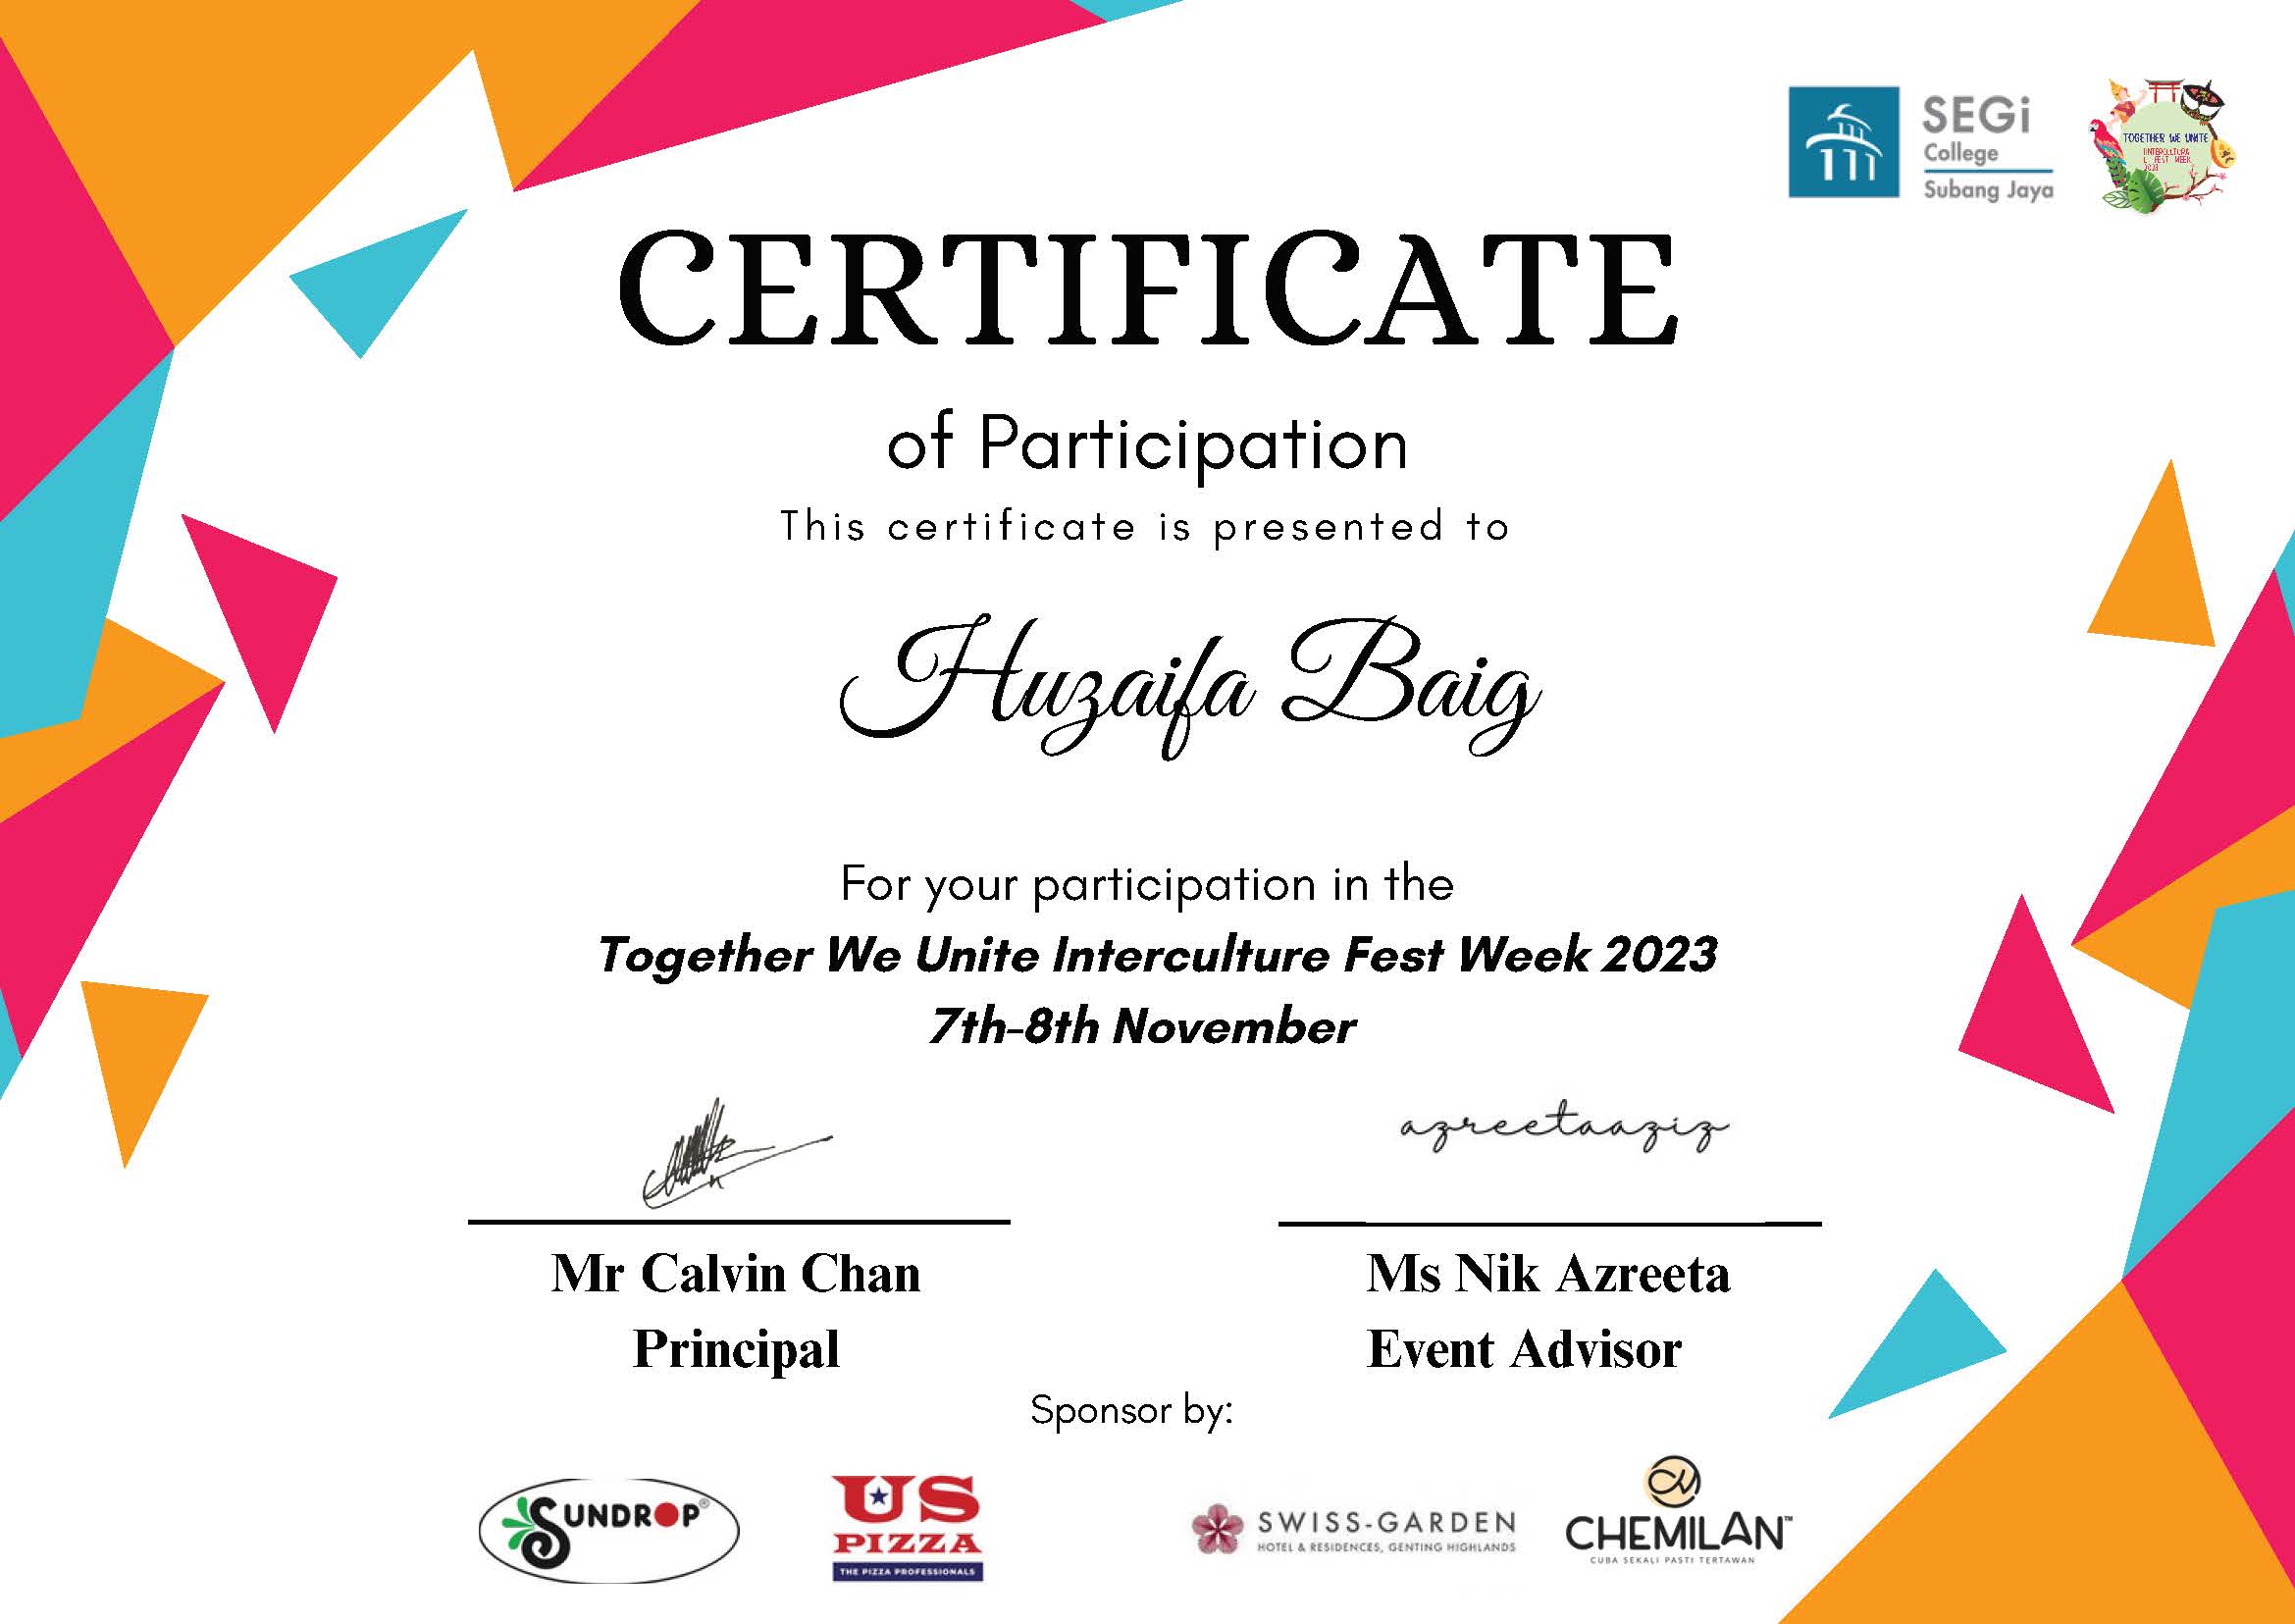 SEGi
College
Subang Jaya
TOGETHER WE UNITE
INTERCULTURA
L FEST WEEK
2023
CERTIFICATE
of Participation
This certificate is presented to
Huzaifa Baig
For your participation in the
Together We Unite Interculture Fest Week 2023
7th-8th November
azreetaaziz
Mr Calvin Chan
Ms Nik Azreeta
Principal
Event Advisor
Sponsor by:
SUNDROP®
US
PIZZA
THE PIZZA PROFESSIONALS
SWISS-GARDEN
HOTEL & RESIDENCES, GENTING HIGHLANDS
CHEMILAN™
CUBA SEKALI PASTI TERTAWAN